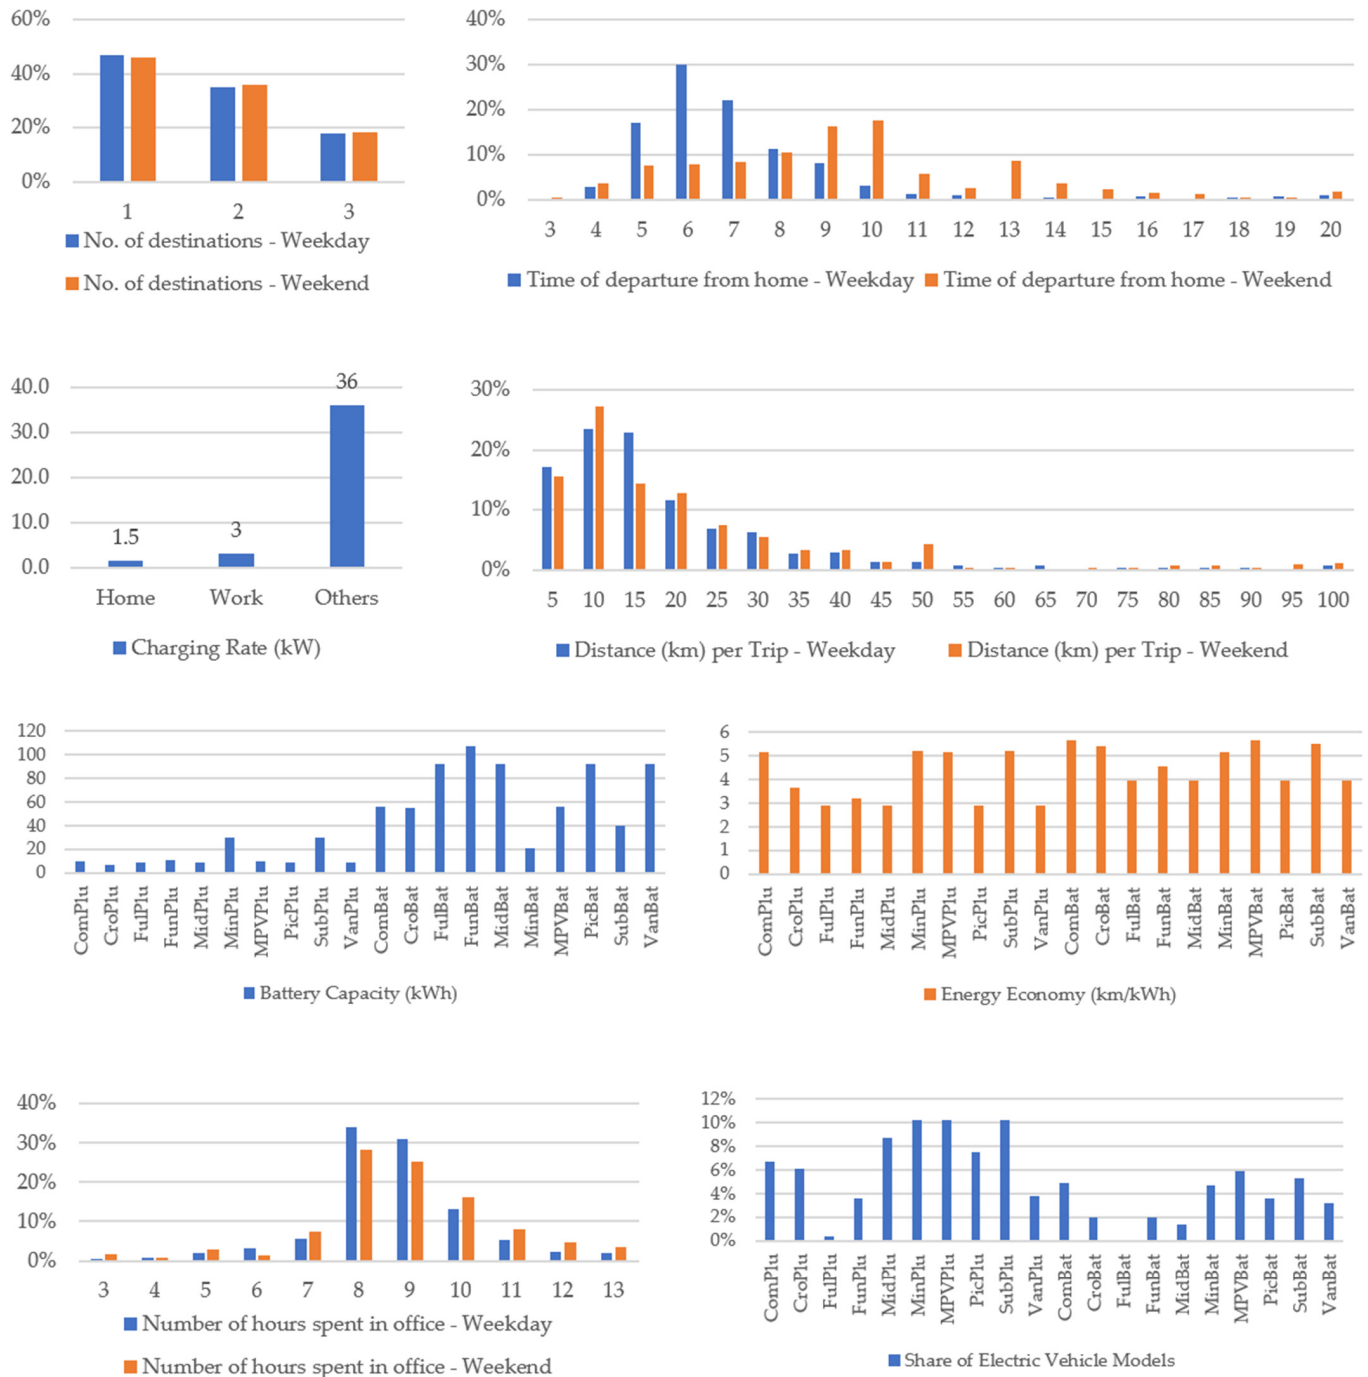 60%
40%
20%
0%
1 2 3
No. of destinations - Weekday
No. of destinations - Weekend
40%
30%
20%
10%
0%
3 4 5 6 7 8 9 10 11 12 13 14 15 16 17 18 19 20
Time of departure from home - Weekday Time of departure from home - Weekend
40.0
30.0
20.0
10.0
0.0
1.5 3 36
Home Work Others
Charging Rate (kW)
30%
20%
10%
0%
5 10 15 20 25 30 35 40 45 50 55 60 65 70 75 80 85 90 95 100
Distance (km) per Trip - Weekday Distance (km) per Trip - Weekend
120
100
80
60
40
20
0
ComPlu
CroPlu
FulPlu
FunPlu
MidPlu
MinPlu
MPVPlu
PicPlu
SubPlu
VanPlu
ComBat
CroBat
FulBat
FunBat
MidBat
MinBat
MPVBat
PicBat
SubBat
VanBat
Battery Capacity (kWh)
6
5
4
3
2
1
0
ComPlu
CroPlu
FulPlu
FunPlu
MidPlu
MinPlu
MPVPlu
PicPlu
SubPlu
VanPlu
ComBat
CroBat
FulBat
FunBat
MidBat
MinBat
MPVBat
PicBat
SubBat
VanBat
Energy Economy (km/kWh)
40%
30%
20%
10%
0%
3 4 5 6 7 8 9 10 11 12 13
Number of hours spent in office - Weekday
Number of hours spent in office - Weekend
12%
10%
8%
6%
4%
2%
0%
ComPlu
CroPlu
FulPlu
FunPlu
MidPlu
MinPlu
MPVPlu
PicPlu
SubPlu
VanPlu
ComBat
CroBat
FulBat
FunBat
MidBat
MinBat
MPVBat
PicBat
SubBat
VanBat
Share of Electric Vehicle Models